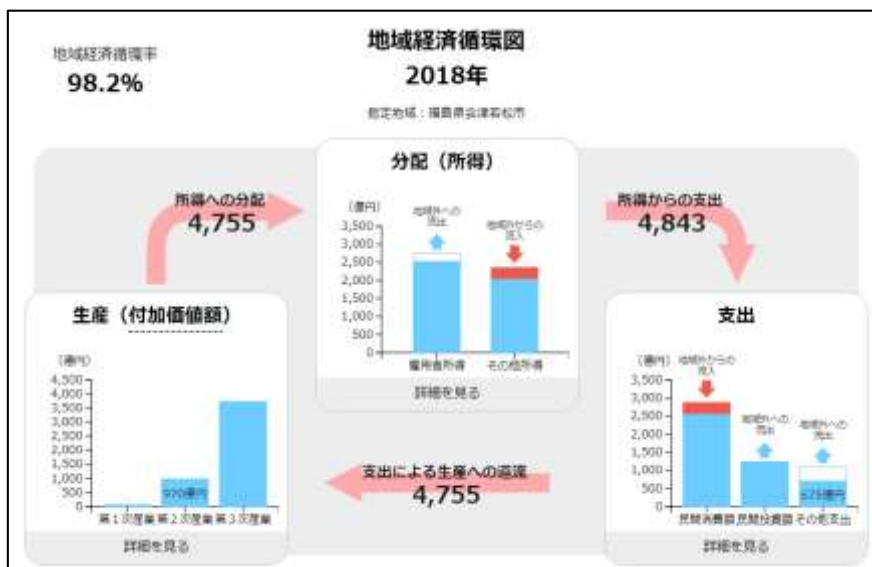 地域経済循環率
98.2%
地域経済循環図
2018年
指定地域：福島県会津若松市
分配（所得）
所得への分配
4,755
所得からの支出
4,843
（億円）
地域外への
流出
地域外からの
流入
3,500
3,000
2,500
2,000
1,500
1,000
500
0
雇用者所得
その他所得
詳細を見る
生産（付加価値額）
（億円）
4,500
4,000
3,500
3,000
2,500
2,000
1,500
1,000
500
0
970億円
第1次産業
第2次産業
第3次産業
詳細を見る
支出
（億円）
地域外からの
流入
地域外への
流出
地域外への
流出
3,500
3,000
2,500
2,000
1,500
1,000
500
0
675億円
民間消費額
民間投資額
その他支出
詳細を見る
支出による生産への還流
4,755